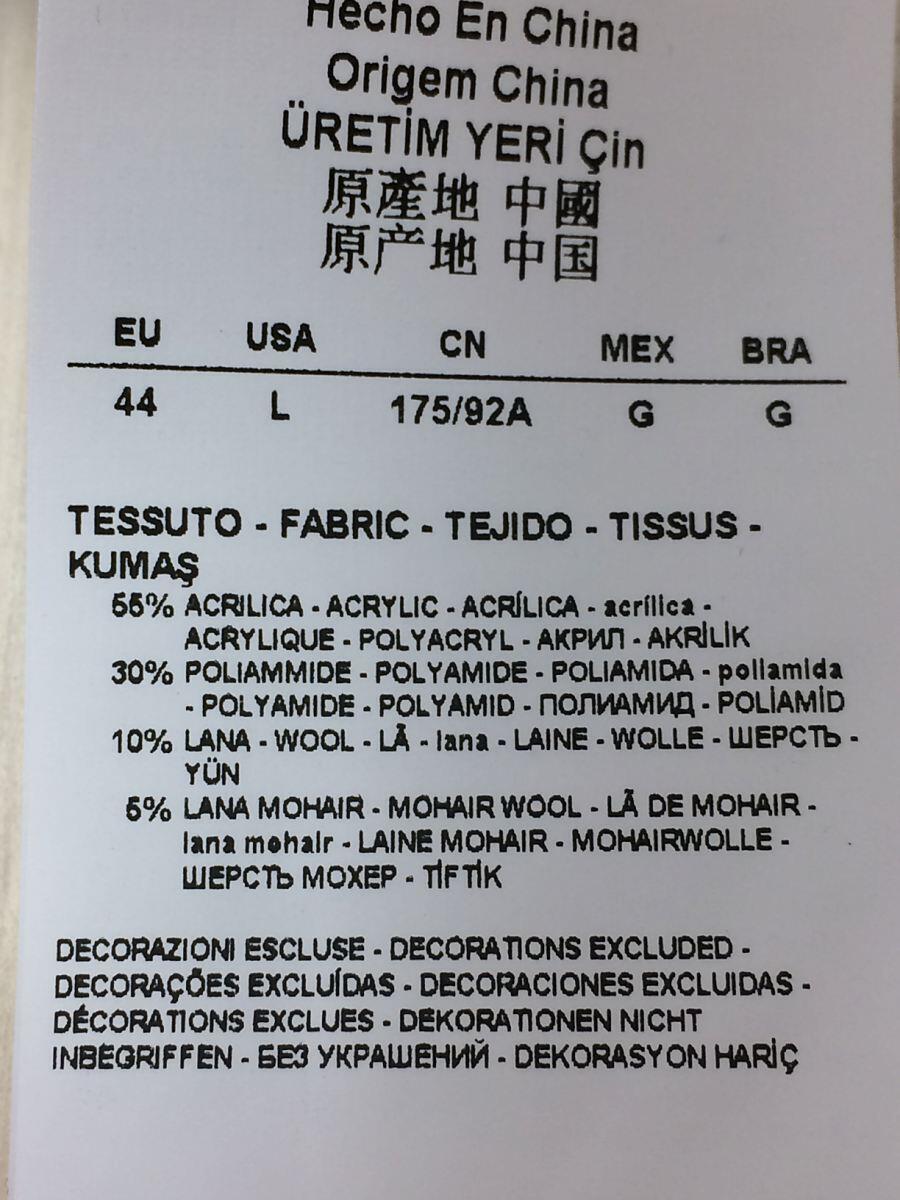 Hecho En China
Origem China
ÜRETİM YERİ Çin
原產地 中國
原产地 中国
EU USA CN MEX BRA
44 L 175/92A G G
TESSUTO - FABRIC - TEJIDO - TISSUS -
KUMAŞ
55% ACRILICA - ACRYLIC - ACRÍLICA - acrílica -
ACRYLIQUE - POLYACRYL - АКРИЛ - AKRİLİK
30% POLIAMMIDE - POLYAMIDE - POLIAMIDA - poliamida
- POLYAMIDE - POLYAMID - ПОЛИАМИД - POLİAMİD
10% LANA - WOOL - LÃ - lana - LAINE - WOLLE - ШЕРСТЬ -
YÜN
5% LANA MOHAIR - MOHAIR WOOL - LÃ DE MOHAIR -
lana mohair - LAINE MOHAIR - MOHAIRWOLLE -
ШЕРСТЬ МОХЕР - TİFTİK
DECORAZIONI ESCLUSE - DECORATIONS EXCLUDED -
DECORAÇÕES EXCLUÍDAS - DECORACIONES EXCLUIDAS -
DÉCORATIONS EXCLUES - DEKORATIONEN NICHT
INBEGRIFFEN - БЕЗ УКРАШЕНИЙ - DEKORASYON HARİÇ